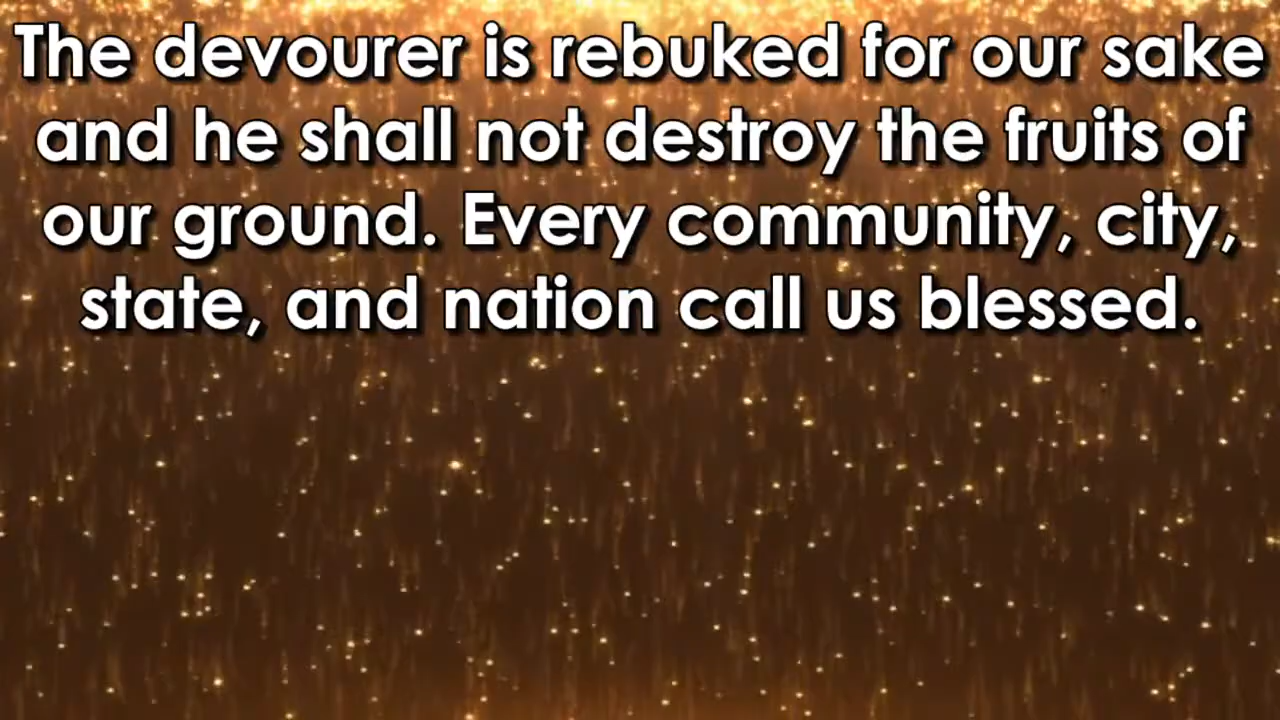 The devourer is rebuked for our sake
and he shall not destroy the fruits of
our ground. Every community, city,
state, and nation call us blessed.